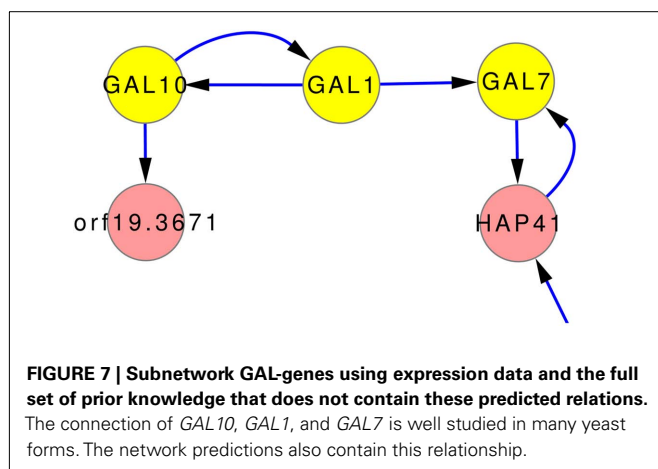 GAL10
GAL1
GAL7
orf19.3671
HAP41
FIGURE 7 | Subnetwork GAL-genes using expression data and the full
set of prior knowledge that does not contain these predicted relations.
The connection of GAL10, GAL1, and GAL7 is well studied in many yeast
forms. The network predictions also contain this relationship.